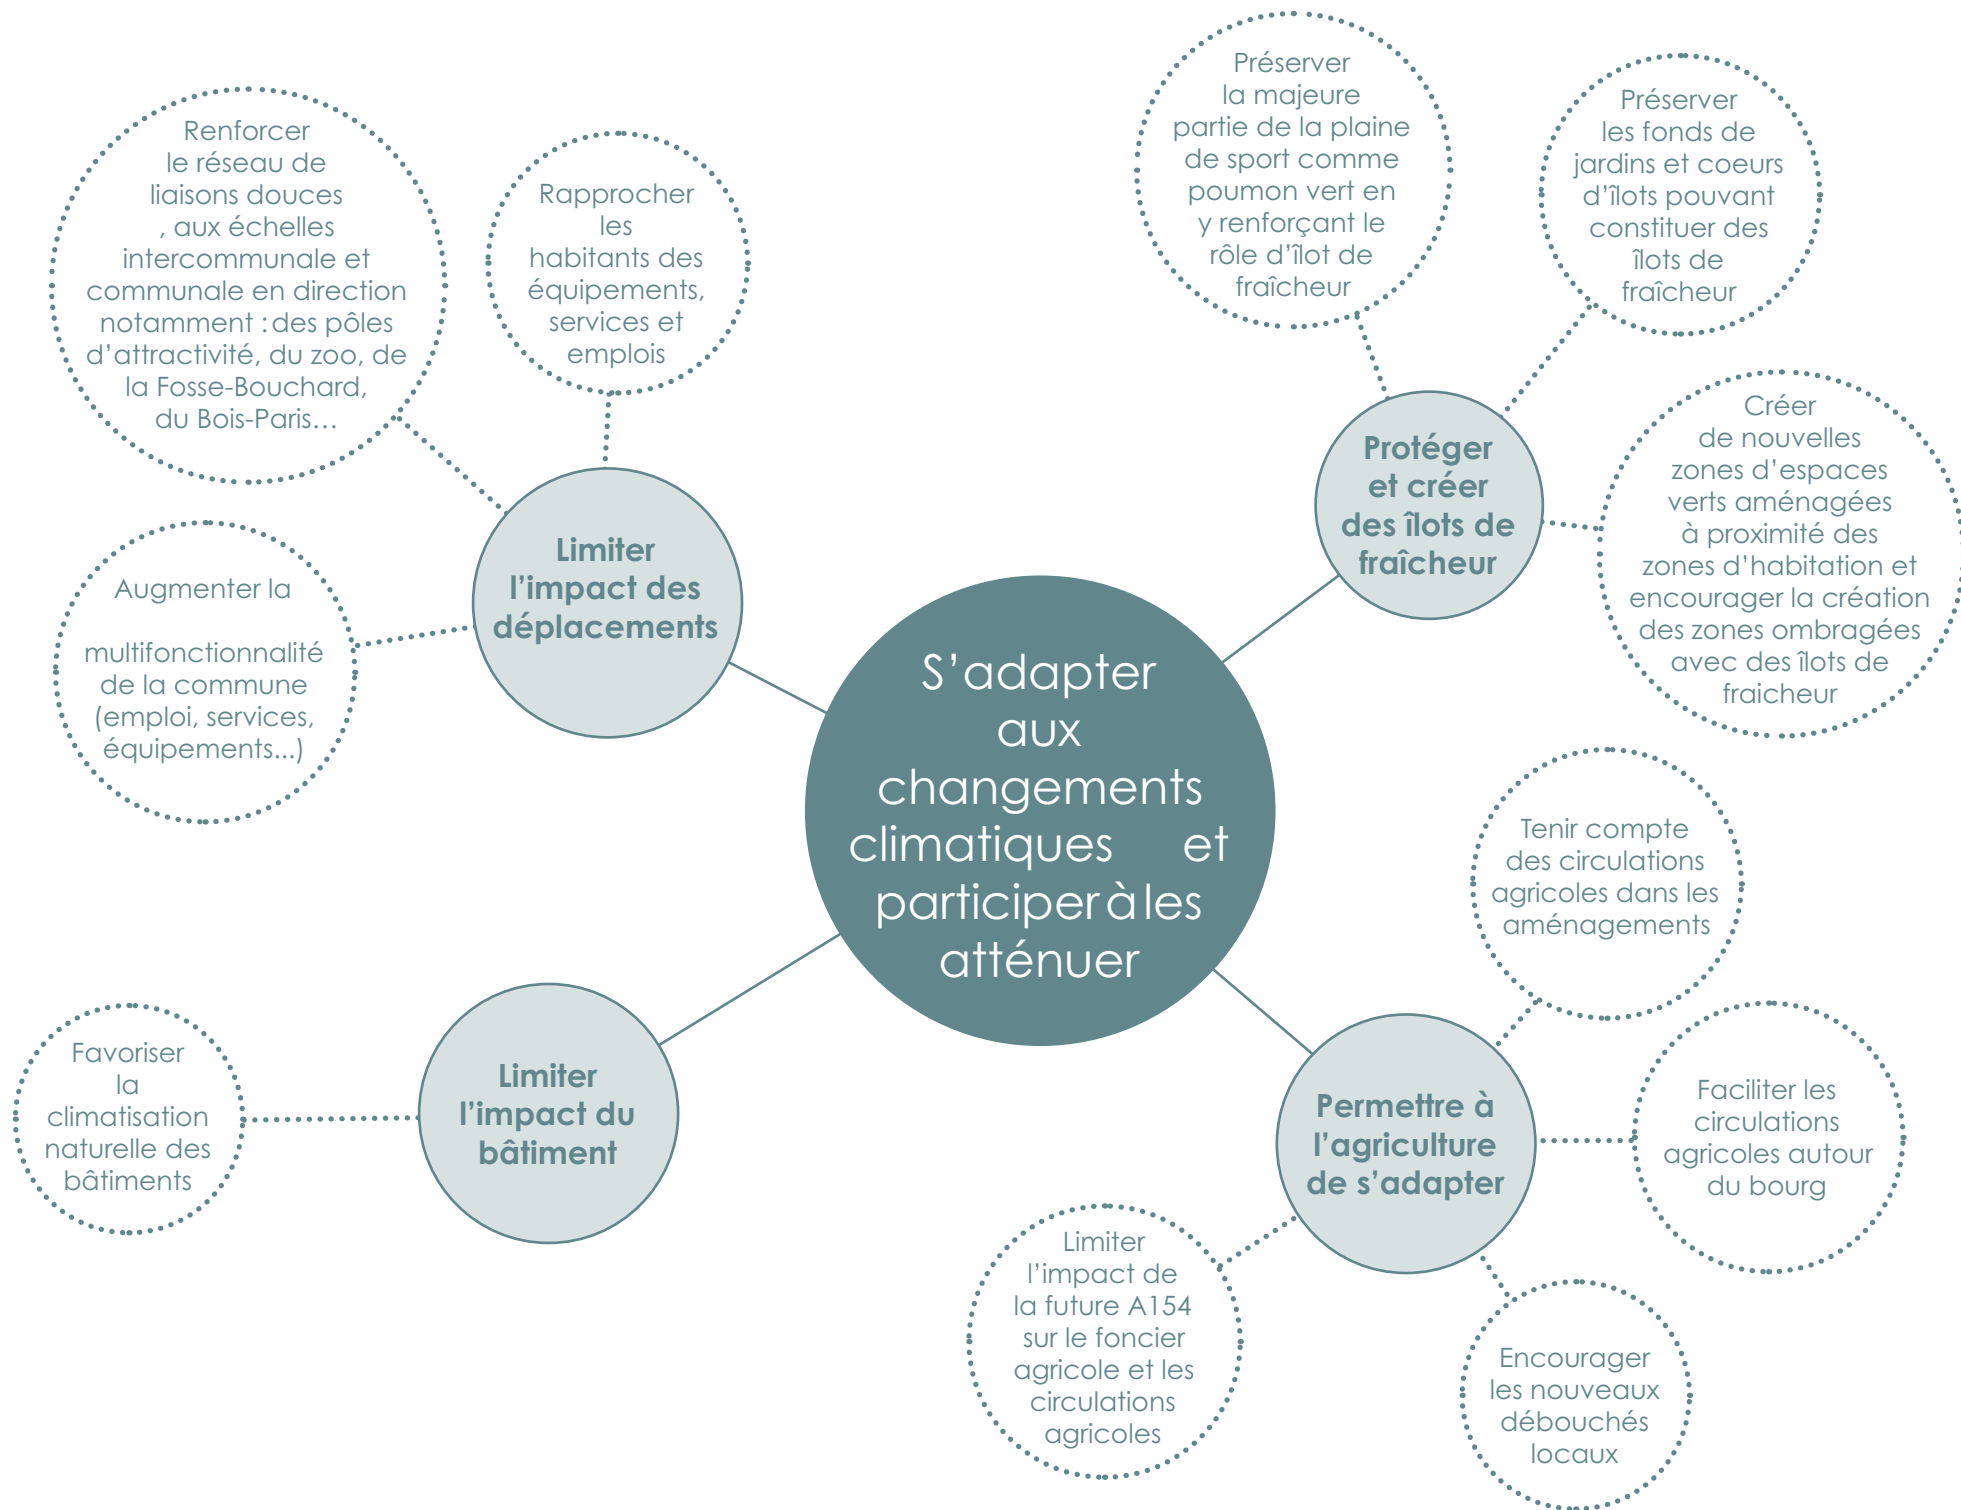 Renforcer
le réseau de
liaisons douces
, aux échelles
intercommunale et
communale en direction
notamment : des pôles
d’attractivité, du zoo, de
la Fosse-Bouchard,
du Bois-Paris…
Rapprocher
les
habitants des
équipements,
services et
emplois
Augmenter la
multifonctionnalité
de la commune
(emploi, services,
équipements...)
Limiter
l’impact des
déplacements
Préserver
la majeure
partie de la plaine
de sport comme
poumon vert en
y renforçant le
rôle d’îlot de
fraîcheur
Préserver
les fonds de
jardins et coeurs
d’îlots pouvant
constituer des
îlots de
fraîcheur
Créer
de nouvelles
zones d’espaces
verts aménagées
à proximité des
zones d’habitation et
encourager la création
des zones ombragées
avec des îlots de
fraicheur
Protéger
et créer
des îlots de
fraîcheur
S’adapter
aux
changements
climatiques et
participer à les
atténuer
Favoriser
la
climatisation
naturelle des
bâtiments
Limiter
l’impact du
bâtiment
Tenir compte
des circulations
agricoles dans les
aménagements
Faciliter les
circulations
agricoles autour
du bourg
Permettre à
l’agriculture
de s’adapter
Limiter
l’impact de
la future A154
sur le foncier
agricole et les
circulations
agricoles
Encourager
les nouveaux
débouchés
locaux